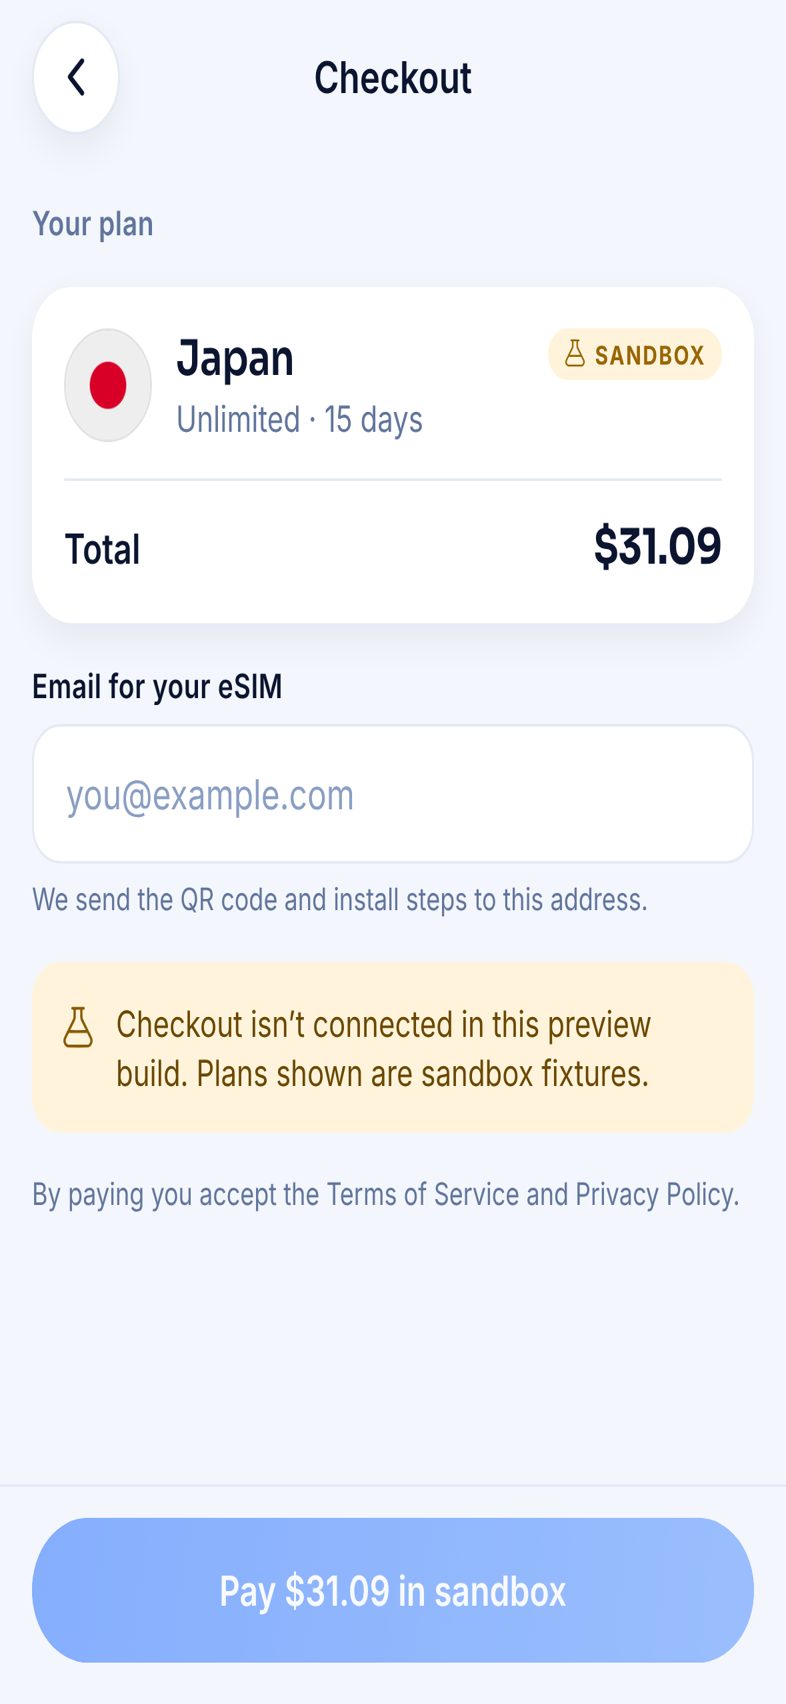 Checkout
Your plan
Japan
SANDBOX
Unlimited · 15 days
Total
$31.09
Email for your eSIM
you@example.com
We send the QR code and install steps to this address.
Checkout isn’t connected in this preview
build. Plans shown are sandbox fixtures.
By paying you accept the Terms of Service and Privacy Policy.
Pay $31.09 in sandbox